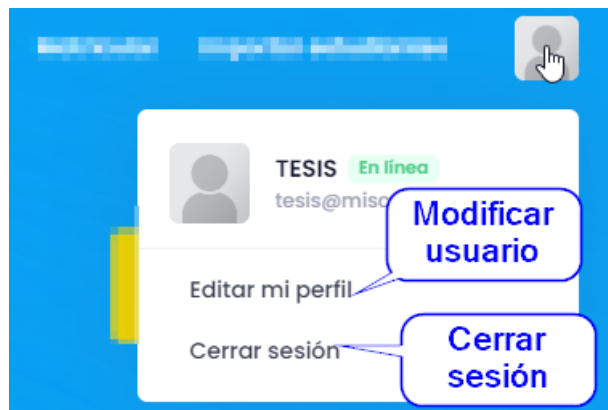 TESIS En línea
Modificar
usuario
Editar mi perfil
Cerrar sesión
Cerrar
sesión